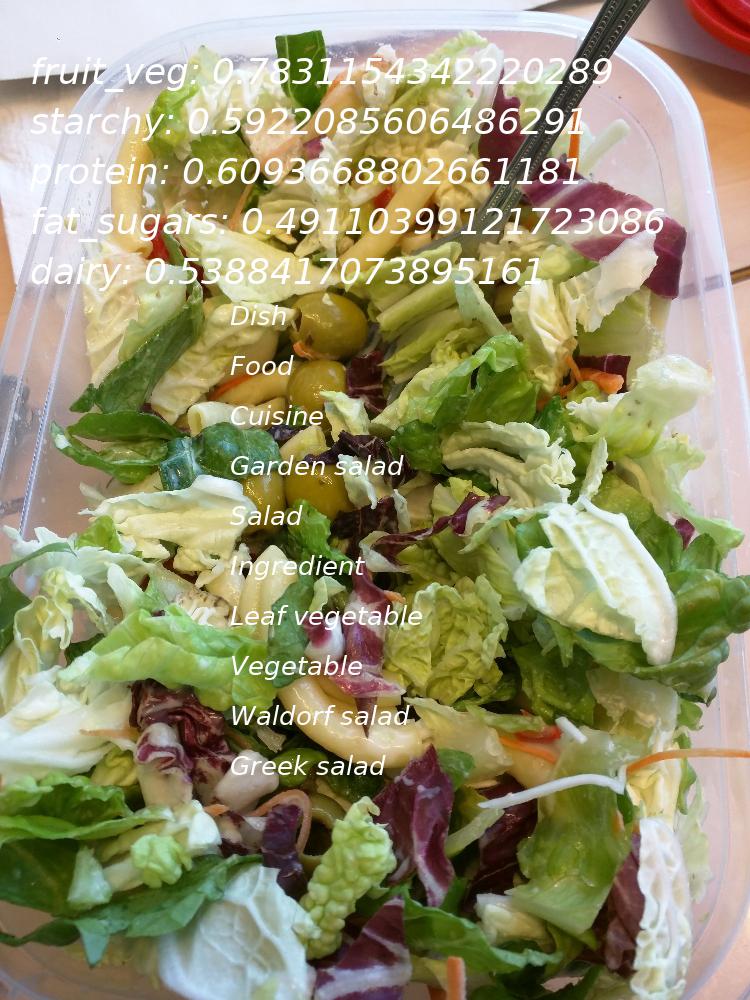 fruit_veg: 0.7831154342220289
starchy: 0.5922085606486291
protein: 0.6093668802661181
fat_sugars: 0.49110399121723086
dairy: 0.5388417073895161
Dish
Food
Cuisine
Garden salad
Salad
Ingredient
Leaf vegetable
Vegetable
Waldorf salad
Greek salad